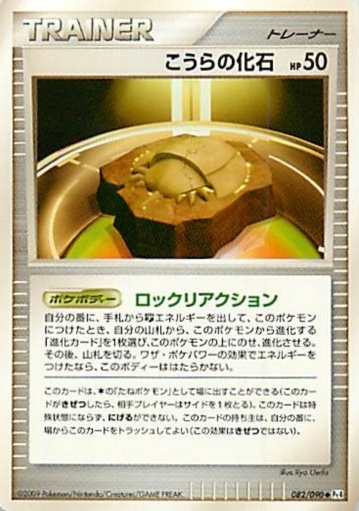 TRAINER
トレーナー
こうらの化石 HP50
ポケボディー ロックリアクション
自分の番に、手札からエネルギーを出して、このポケモン
につけたとき、自分の山札から、このポケモンから進化する
「進化カード」を1枚選び、このポケモンの上にのせ、進化させる。
その後、山札を切る。ワザ・ポケパワーの効果でエネルギーを
つけたなら、このボディーははたらかない。
このカードは、の「たねポケモン」として場に出すことができる(このカード
がきぜつしたら、相手プレイヤーはサイドを1枚とる)。このカードは特
殊状態にならず、にげるができない。このカードの持ち主は、自分の番に、
場からこのカードをトラッシュしてよい(この効果はきぜつではない)。
illus.Ryo Ueda
©2009 Pokémon/Nintendo/Creatures/GAME FREAK
082/090